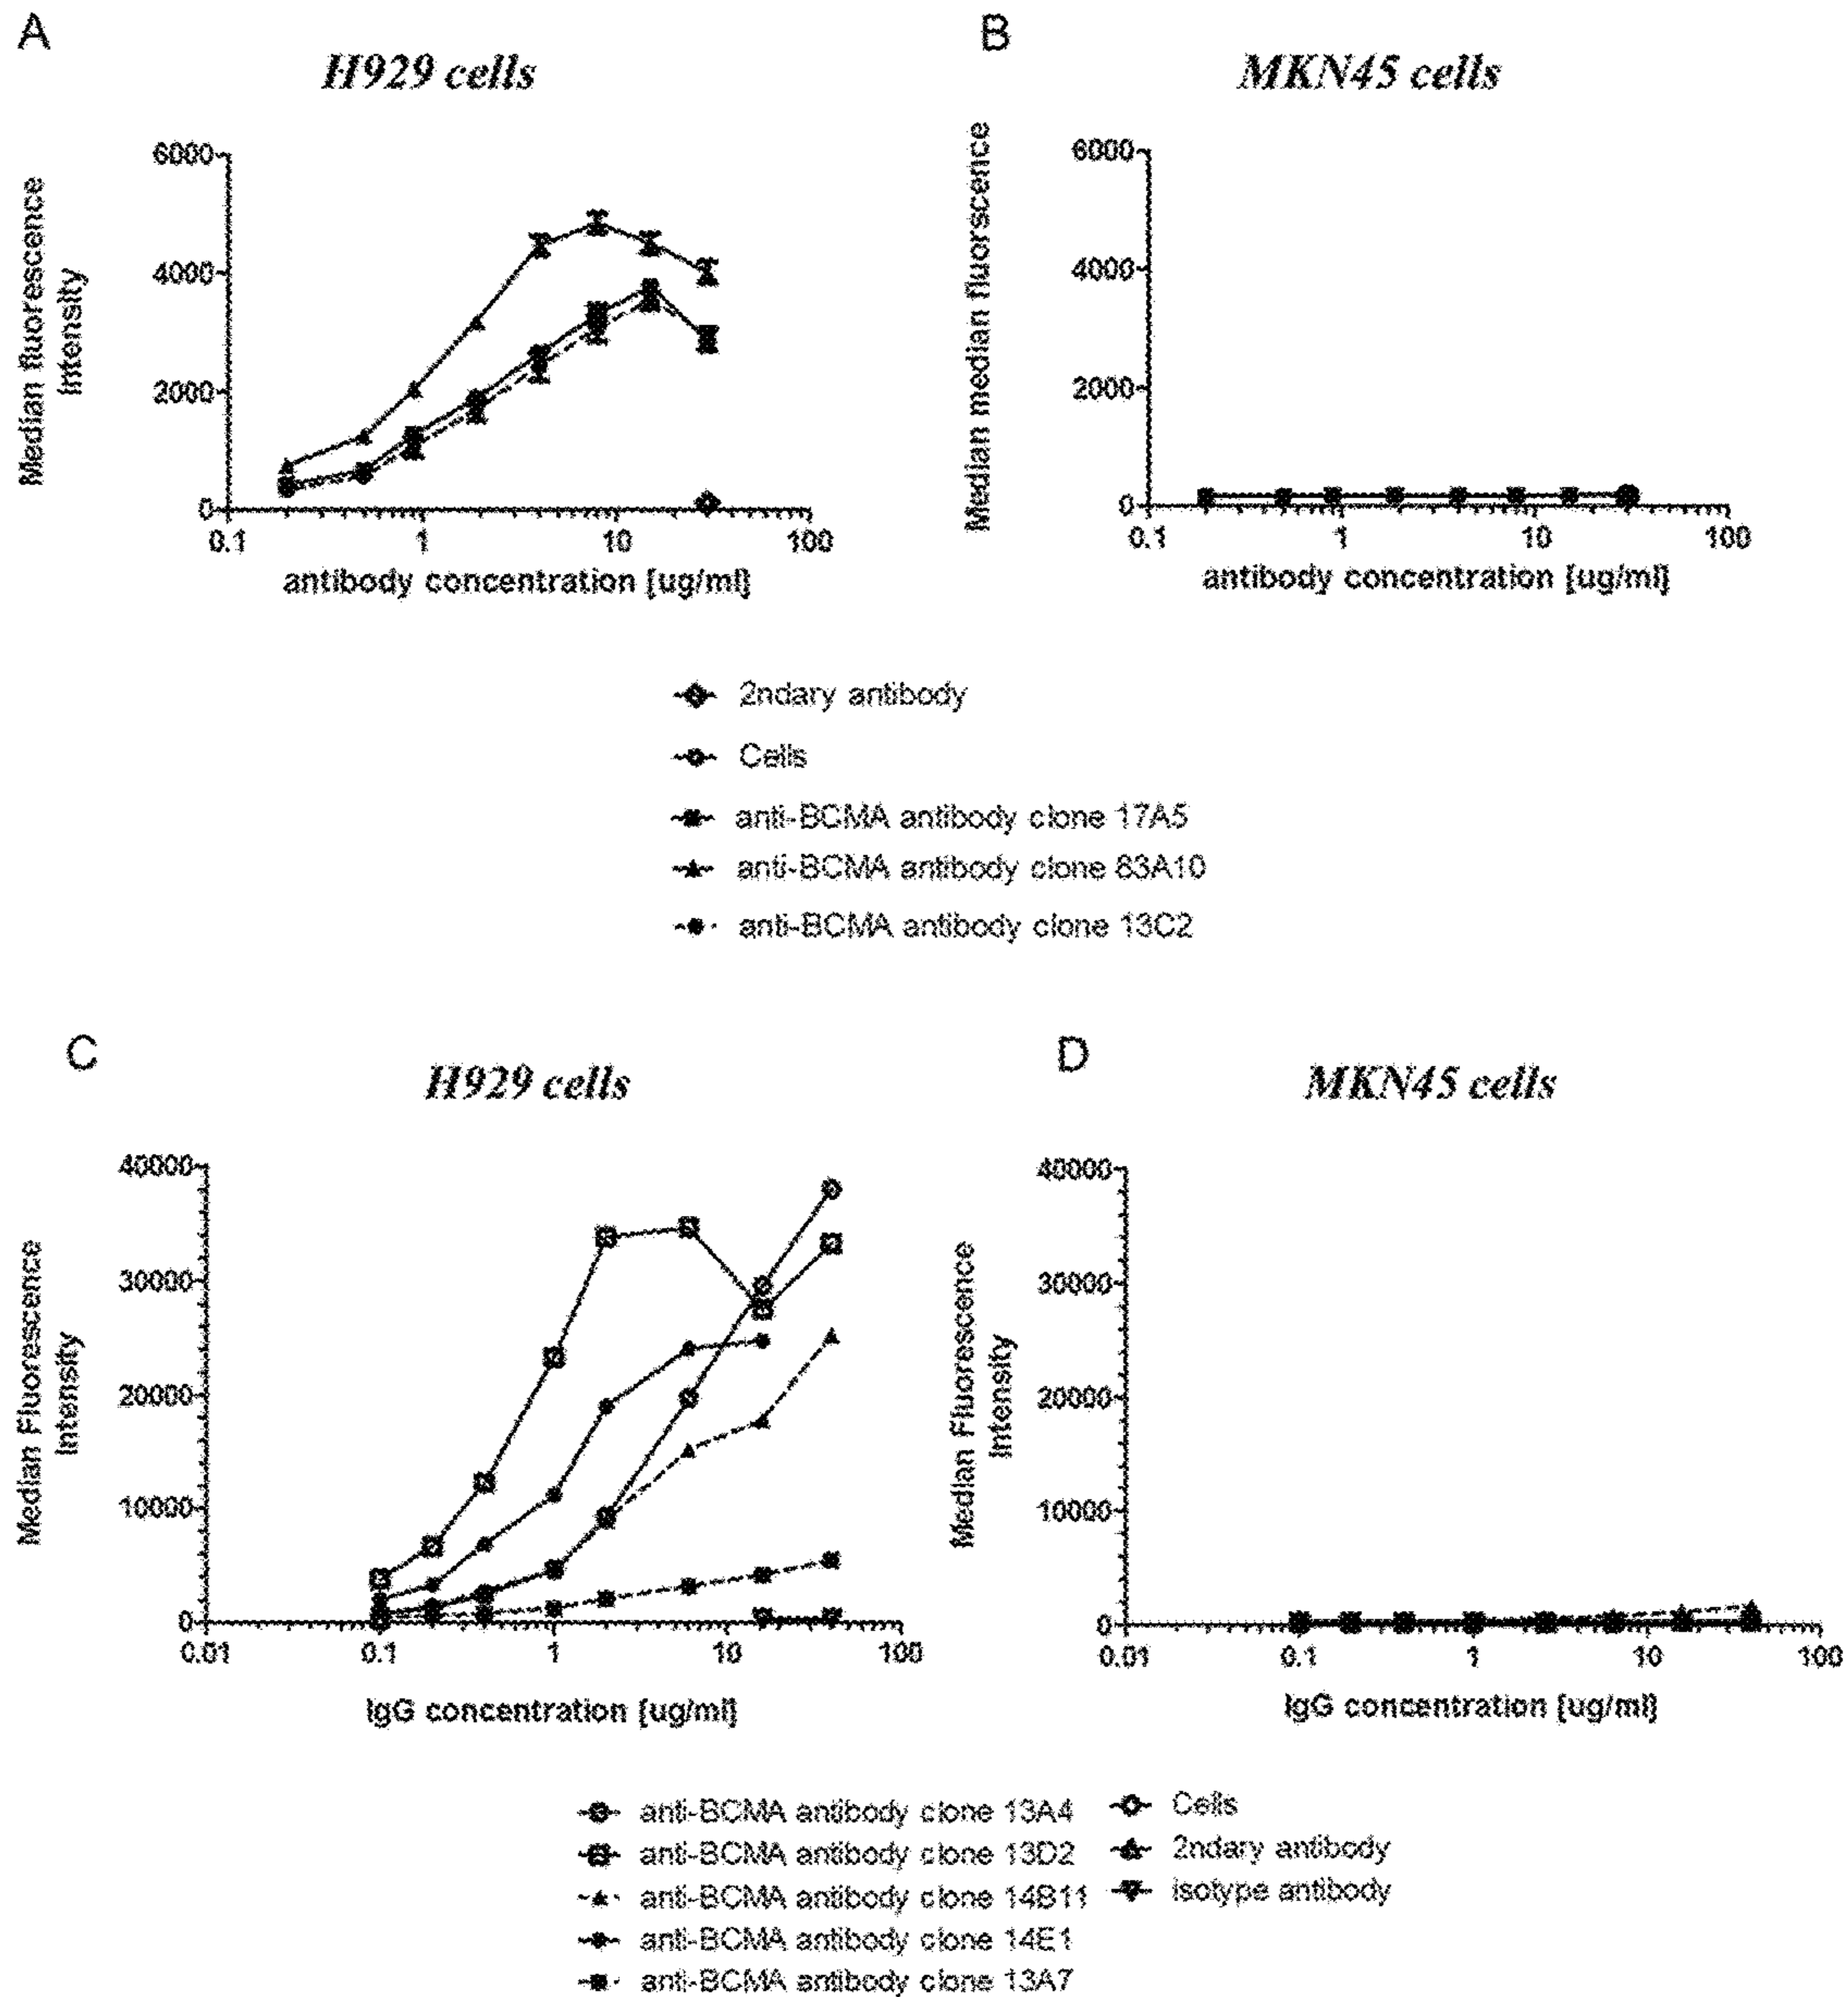 A
H929 cells
6000
4000
2000
0
0.1
1
10
100
Median fluorescence
Intensity
antibody concentration [ug/ml]
B
MKN45 cells
6000
4000
2000
0
0.1
1
10
100
Median median fluorscence
antibody concentration [ug/ml]
2ndary antibody
Cells
anti-BCMA antibody clone 17A5
anti-BCMA antibody clone 83A10
anti-BCMA antibody clone 13C2
C
H929 cells
40000
30000
20000
10000
0
0.01
0.1
1
10
100
Median Fluorescence
Intensity
IgG concentration [ug/ml]
D
MKN45 cells
40000
30000
20000
10000
0
0.01
0.1
1
10
100
Median Fluorescence
Intensity
IgG concentration [ug/ml]
anti-BCMA antibody clone 13A4
anti-BCMA antibody clone 13D2
anti-BCMA antibody clone 14B11
anti-BCMA antibody clone 14E1
anti-BCMA antibody clone 13A7
Cells
2ndary antibody
isotype antibody